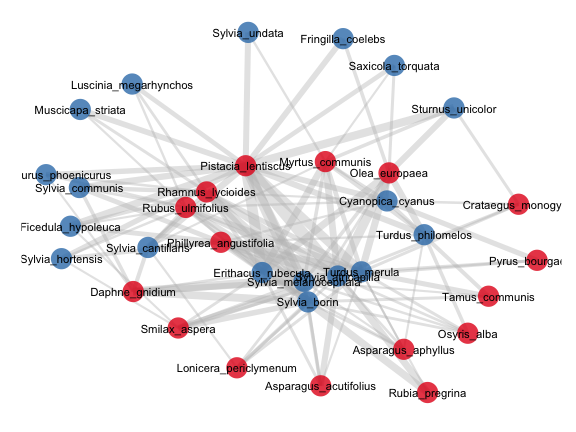 Sylvia_undata
Fringilla_coelebs
Saxicola_torquata
Luscinia_megarhynchos
Muscicapa_striata
Sturnus_unicolor
Pistacia_lentiscus
Myrtus_communis
Olea_europaea
urus_phoenicurus
Sylvia_communis
Rhamnus_lycioides
Cyanopica_cyanus
Rubus_ulmifolius
Crataegus_monogy
Ficedula_hypoleuca
Turdus_philomelos
Sylvia_cantillans
Phillyrea_angustifolia
Sylvia_hortensis
Pyrus_bourgae
Erithacus_rubecula
Turdus_merula
Sylvia_atricapilla
Sylvia_melanocephala
Daphne_gnidium
Sylvia_borin
Tamus_communis
Smilax_aspera
Osyris_alba
Asparagus_aphyllus
Lonicera_periclymenum
Asparagus_acutifolius
Rubia_pregrina